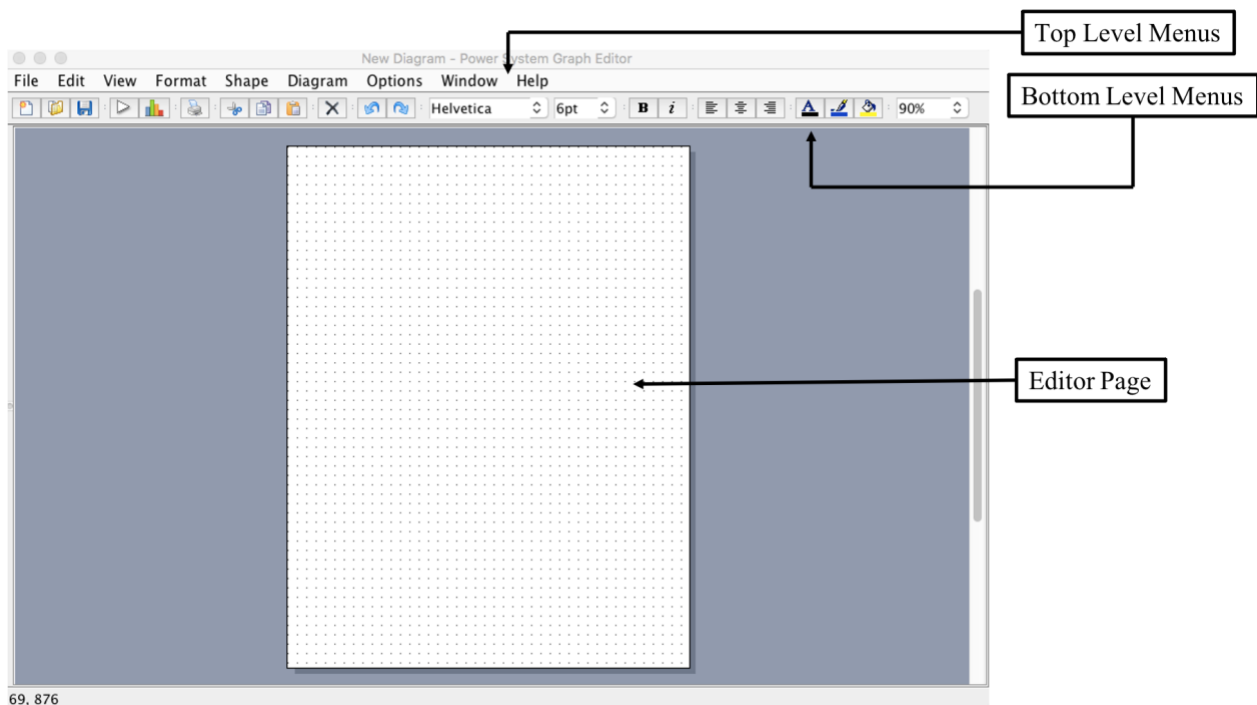 Top Level Menus
New Diagram - Power System Graph Editor
File Edit View Format Shape Diagram Options Window Help
Bottom Level Menus
Helvetica 6pt B i A 90%
Editor Page
69, 876